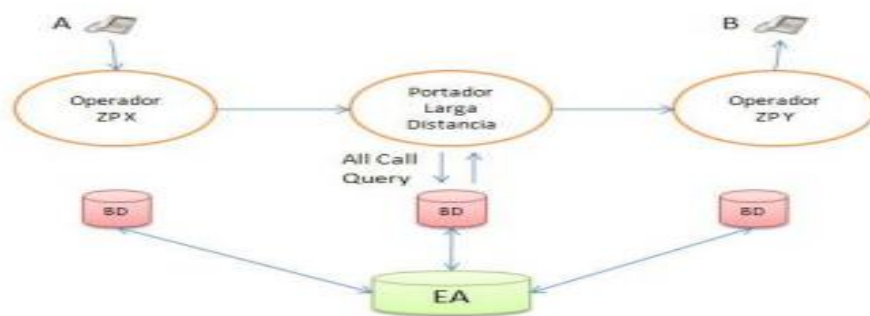 A
B
Operador
ZP X
Portador
Larga
Distancia
Operador
ZP Y
All Call
Query
BD
BD
BD
EA